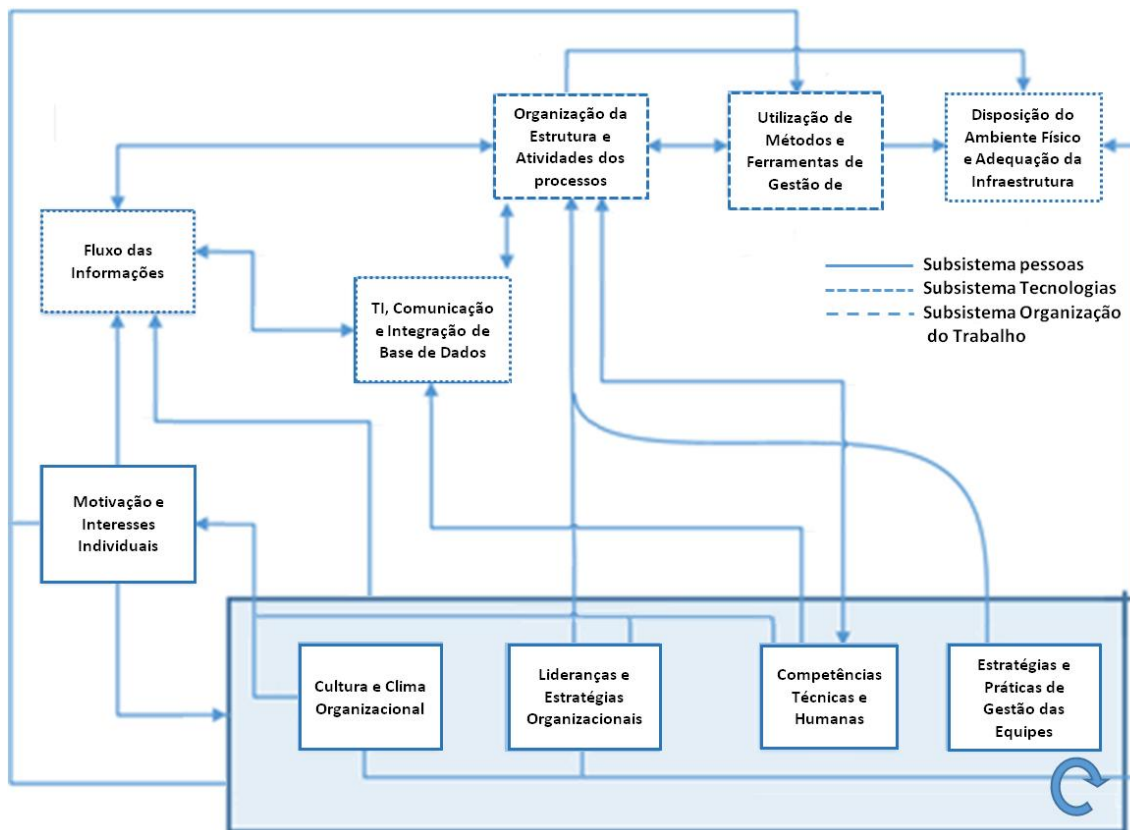 Organização da
Estrutura e
Atividades dos
processos
Utilização de
Métodos e
Ferramentas de
Gestão de
Disposição do
Ambiente Físico
e Adequação da
Infraestrutura
Fluxo das
Informações
TI, Comunicação
e Integração de
Base de Dados
Subsistema pessoas
Subsistema Tecnologias
Subsistema Organização
do Trabalho
Motivação e
Interesses
Individuais
Cultura e Clima
Organizacional
Lideranças e
Estratégias
Organizacionais
Competências
Técnicas e
Humanas
Estratégias e
Práticas de
Gestão das
Equipes